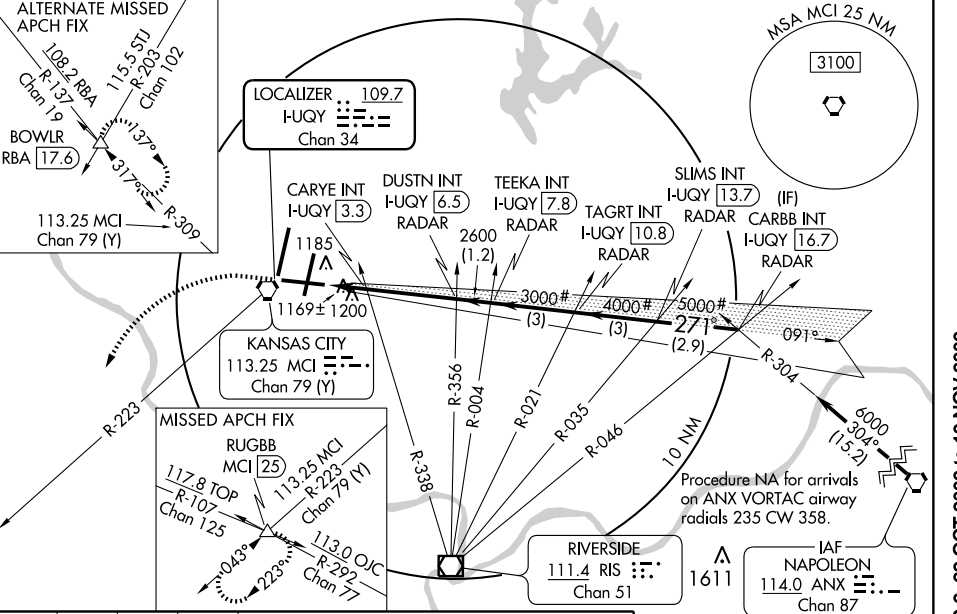 ALTERNATE MISSED
APCH FIX
108.2 RBA
R-137
Chan 19
115.5 STJ
R-203
Chan 102
BOWLR
RBA 17.6
137°
317°
113.25 MCI
Chan 79 (Y)
R-309
LOCALIZER 109.7
I-UQY
Chan 34
MSA MCI 25 NM
3100
CARYE INT
I-UQY 3.3
DUSTN INT
I-UQY 6.5
RADAR
TEEKA INT
I-UQY 7.8
RADAR
TAGRT INT
I-UQY 10.8
RADAR
SLIMS INT
I-UQY 13.7
RADAR
(IF)
CARBB INT
I-UQY 16.7
RADAR
1185
1169± 1200
2600
(1.2)
3000#
(3)
4000#
(3)
5000#
271°
(2.9)
091°
KANSAS CITY
113.25 MCI
Chan 79 (Y)
R-223
R-338
R-356
R-004
R-021
R-035
R-046
10 NM
R-304
6000
304°
(15.2)
Procedure NA for arrivals
on ANX VORTAC airway
radials 235 CW 358.
MISSED APCH FIX
RUGBB
MCI 25
113.25 MCI
R-223
Chan 79 (Y)
117.8 TOP
R-107
Chan 125
043°
223°
113.0 OJC
R-292
Chan 77
RIVERSIDE
111.4 RIS
Chan 51
1611
IAF
NAPOLEON
114.0 ANX
Chan 87